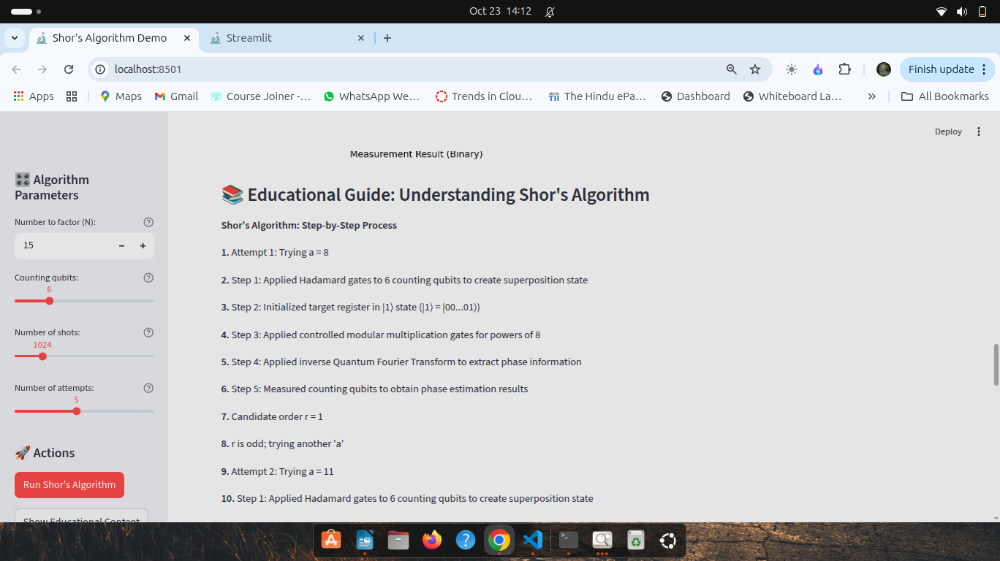 Oct 23 14:12
Shor's Algorithm Demo
Streamlit
localhost:8501
Finish update
Apps
Maps
Gmail
Course Joiner -...
WhatsApp We...
Trends in Clou...
The Hindu ePa...
Dashboard
Whiteboard La...
All Bookmarks
Deploy
Algorithm
Parameters
Number to factor (N):
15
Counting qubits:
6
Number of shots:
1024
Number of attempts:
5
Actions
Run Shor's Algorithm
Show Educational Content
Measurement Result (Binary)
Educational Guide: Understanding Shor's Algorithm
Shor's Algorithm: Step-by-Step Process
1. Attempt 1: Trying a = 8
2. Step 1: Applied Hadamard gates to 6 counting qubits to create superposition state
3. Step 2: Initialized target register in |1⟩ state (|1⟩ = |00...01⟩)
4. Step 3: Applied controlled modular multiplication gates for powers of 8
5. Step 4: Applied inverse Quantum Fourier Transform to extract phase information
6. Step 5: Measured counting qubits to obtain phase estimation results
7. Candidate order r = 1
8. r is odd; trying another 'a'
9. Attempt 2: Trying a = 11
10. Step 1: Applied Hadamard gates to 6 counting qubits to create superposition state